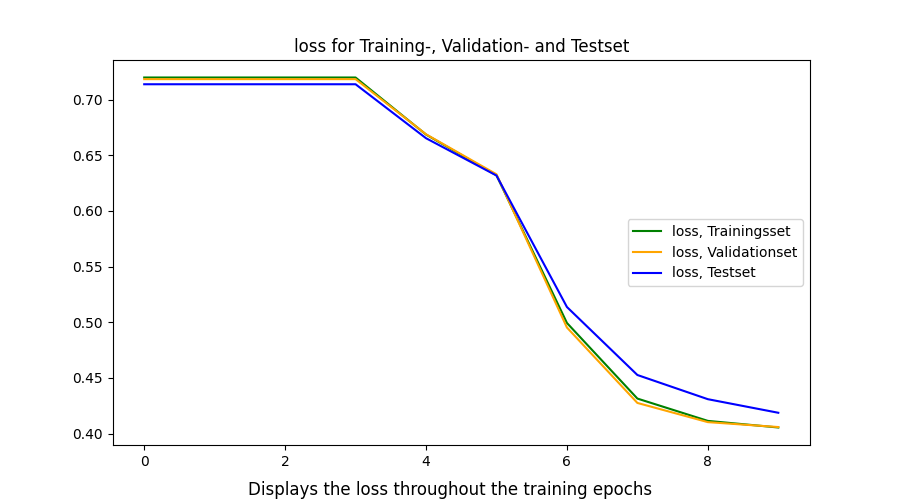 loss for Training-, Validation- and Testset
0.70
0.65
0.60
0.55
0.50
0.45
0.40
loss, Trainingsset
loss, Validationset
loss, Testset
0 2 4 6 8
Displays the loss throughout the training epochs